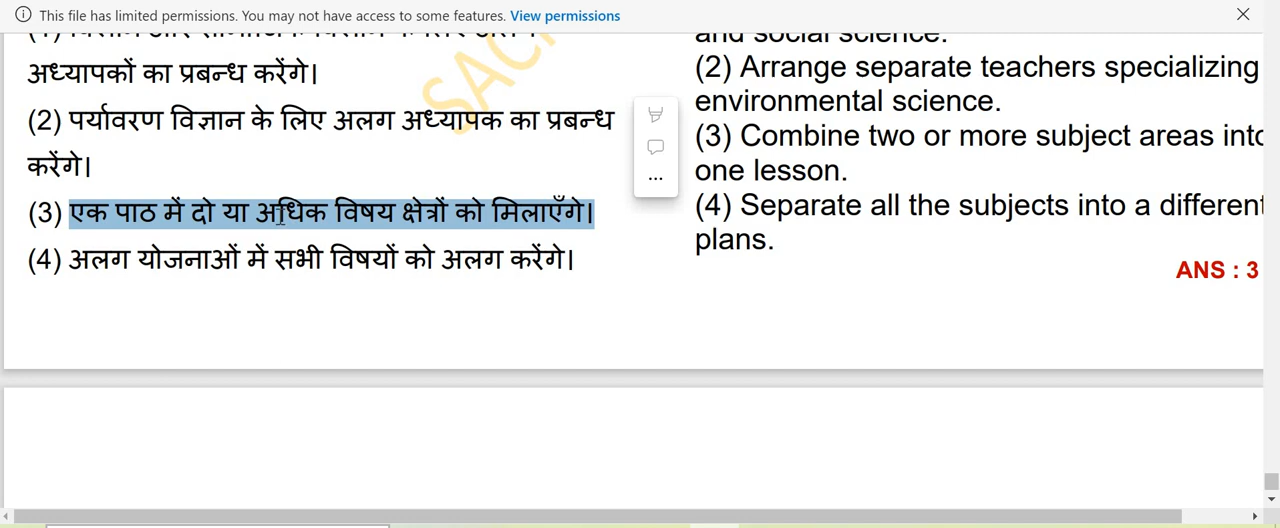 This file has limited permissions. You may not have access to some features. View permissions
अध्यापकों का प्रबन्ध करेंगे।
(2) पर्यावरण विज्ञान के लिए अलग अध्यापक का प्रबन्ध
करेंगे।
(3) एक पाठ में दो या अधिक विषय क्षेत्रों को मिलाएँगे।
(4) अलग योजनाओं में सभी विषयों को अलग करेंगे।
SACH
and social science.
(2) Arrange separate teachers specializing
environmental science.
(3) Combine two or more subject areas into
one lesson.
(4) Separate all the subjects into a different
plans.
ANS : 3